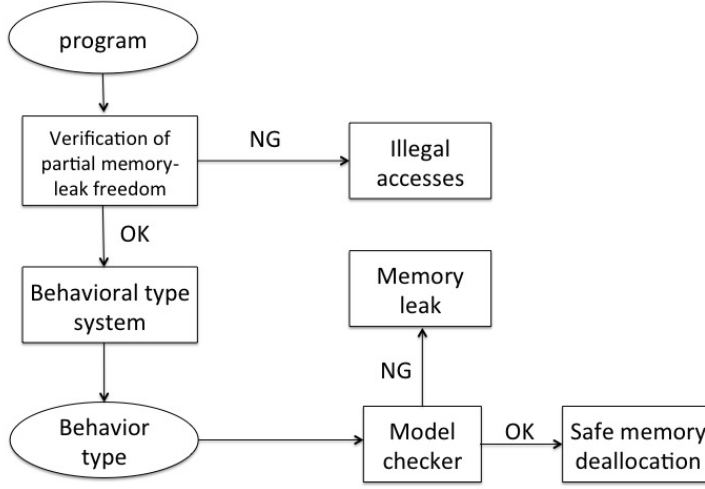 program
Verification of
partial memory-
leak freedom
NG
Illegal
accesses
OK
Behavioral type
system
Memory
leak
NG
Behavior
type
Model
checker
OK
Safe memory
deallocation